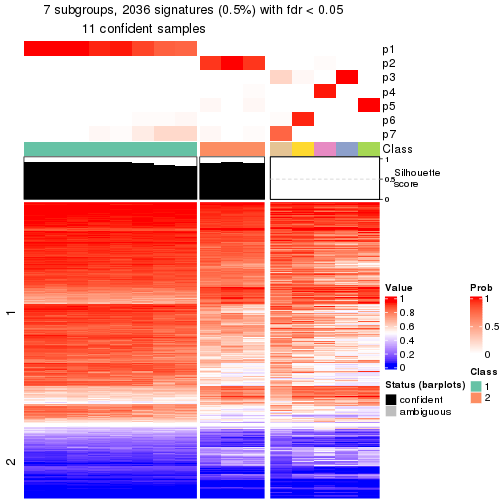 7 subgroups, 2036 signatures (0.5%) with fdr < 0.05
11 confident samples
p1
p2
p3
p4
p5
p6
p7
Class
1
0.5
0
Silhouette
score
1
2
Value
1
0.8
0.6
0.4
0.2
0
Status (barplots)
confident
ambiguous
Prob
1
0.5
0
Class
1
2